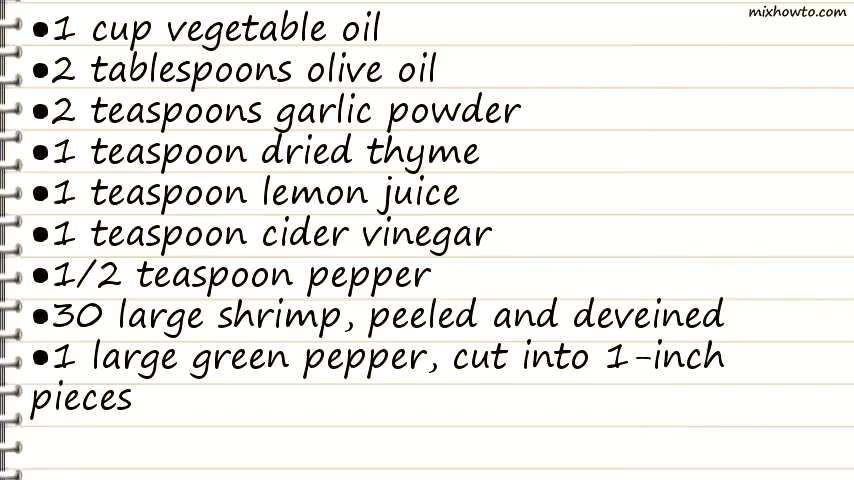 mixhowto.com
•1 cup vegetable oil
•2 tablespoons olive oil
•2 teaspoons garlic powder
•1 teaspoon dried thyme
•1 teaspoon lemon juice
•1 teaspoon cider vinegar
•1/2 teaspoon pepper
•30 large shrimp, peeled and deveined
•1 large green pepper, cut into 1-inch
pieces